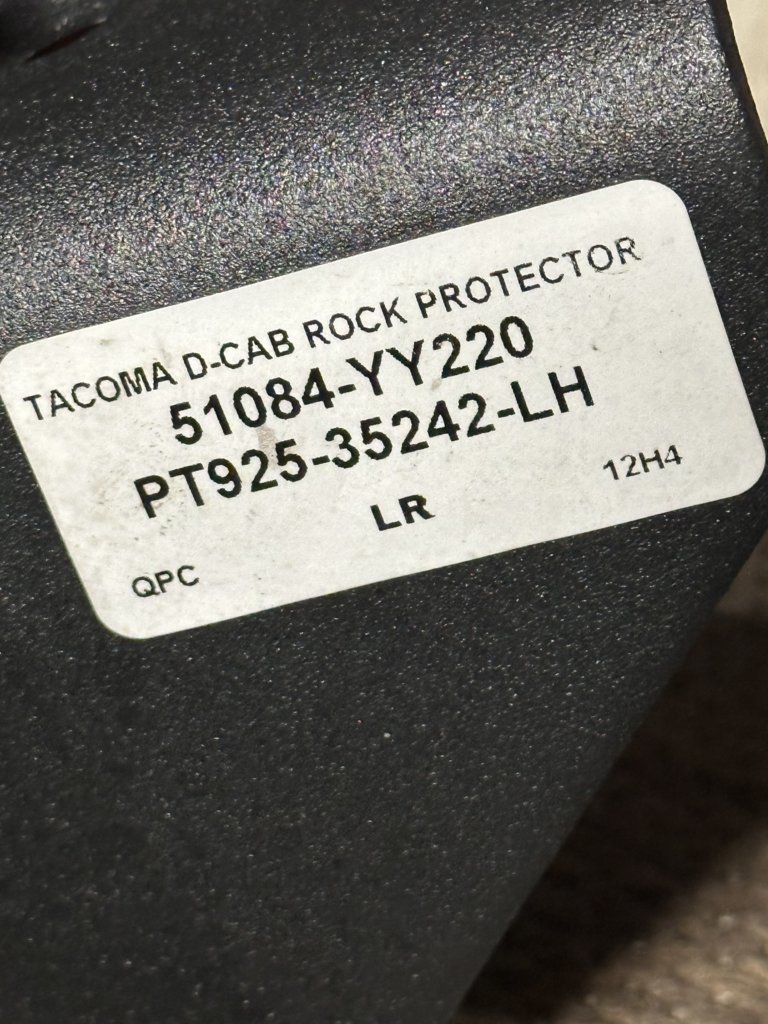 TACOMA D-CAB ROCK PROTECTOR
51084-YY220
PT925-35242-LH
12H4
LR
QPC